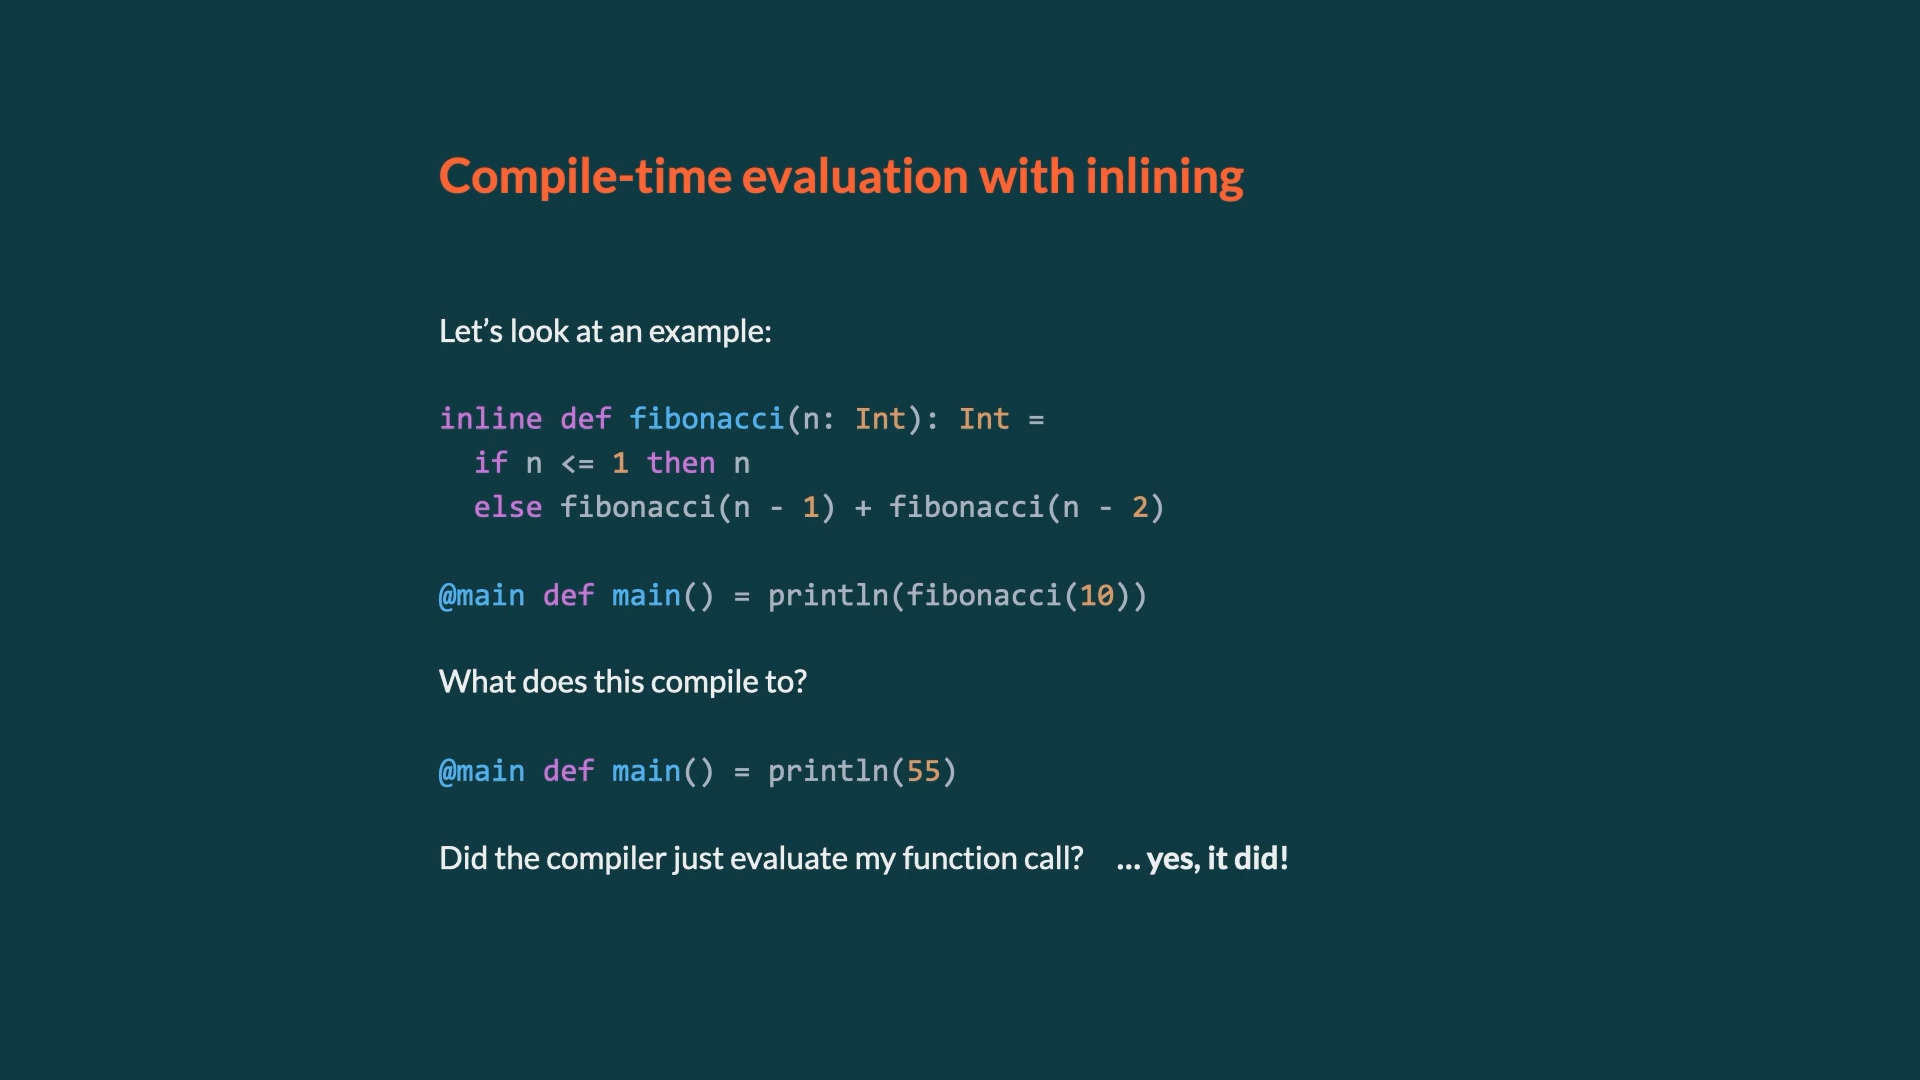 Compile-time evaluation with inlining
Let’s look at an example:
inline def fibonacci(n: Int): Int =
  if n <= 1 then n
  else fibonacci(n - 1) + fibonacci(n - 2)
@main def main() = println(fibonacci(10))
What does this compile to?
@main def main() = println(55)
Did the compiler just evaluate my function call? ... yes, it did!